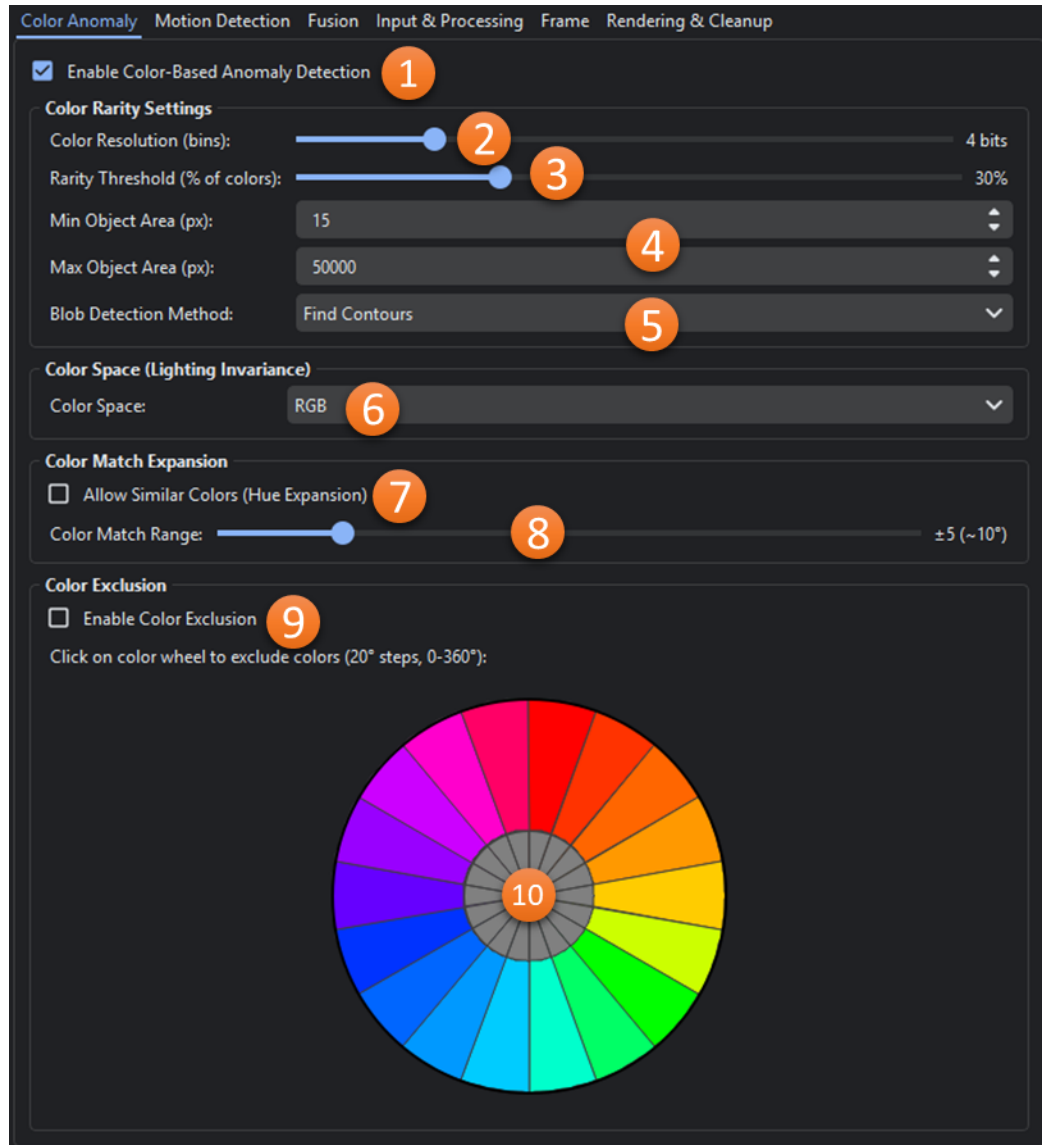 Color Anomaly Motion Detection Fusion Input & Processing Frame Rendering & Cleanup
Enable Color-Based Anomaly Detection 1
Color Rarity Settings
Color Resolution (bins): 2 4 bits
Rarity Threshold (% of colors): 3 30%
Min Object Area (px): 15
4
Max Object Area (px): 50000
Blob Detection Method: Find Contours 5
Color Space (Lighting Invariance)
Color Space: RGB 6
Color Match Expansion
Allow Similar Colors (Hue Expansion) 7
Color Match Range: 8 ±5 (~10°)
Color Exclusion
Enable Color Exclusion 9
Click on color wheel to exclude colors (20° steps, 0-360°):
10